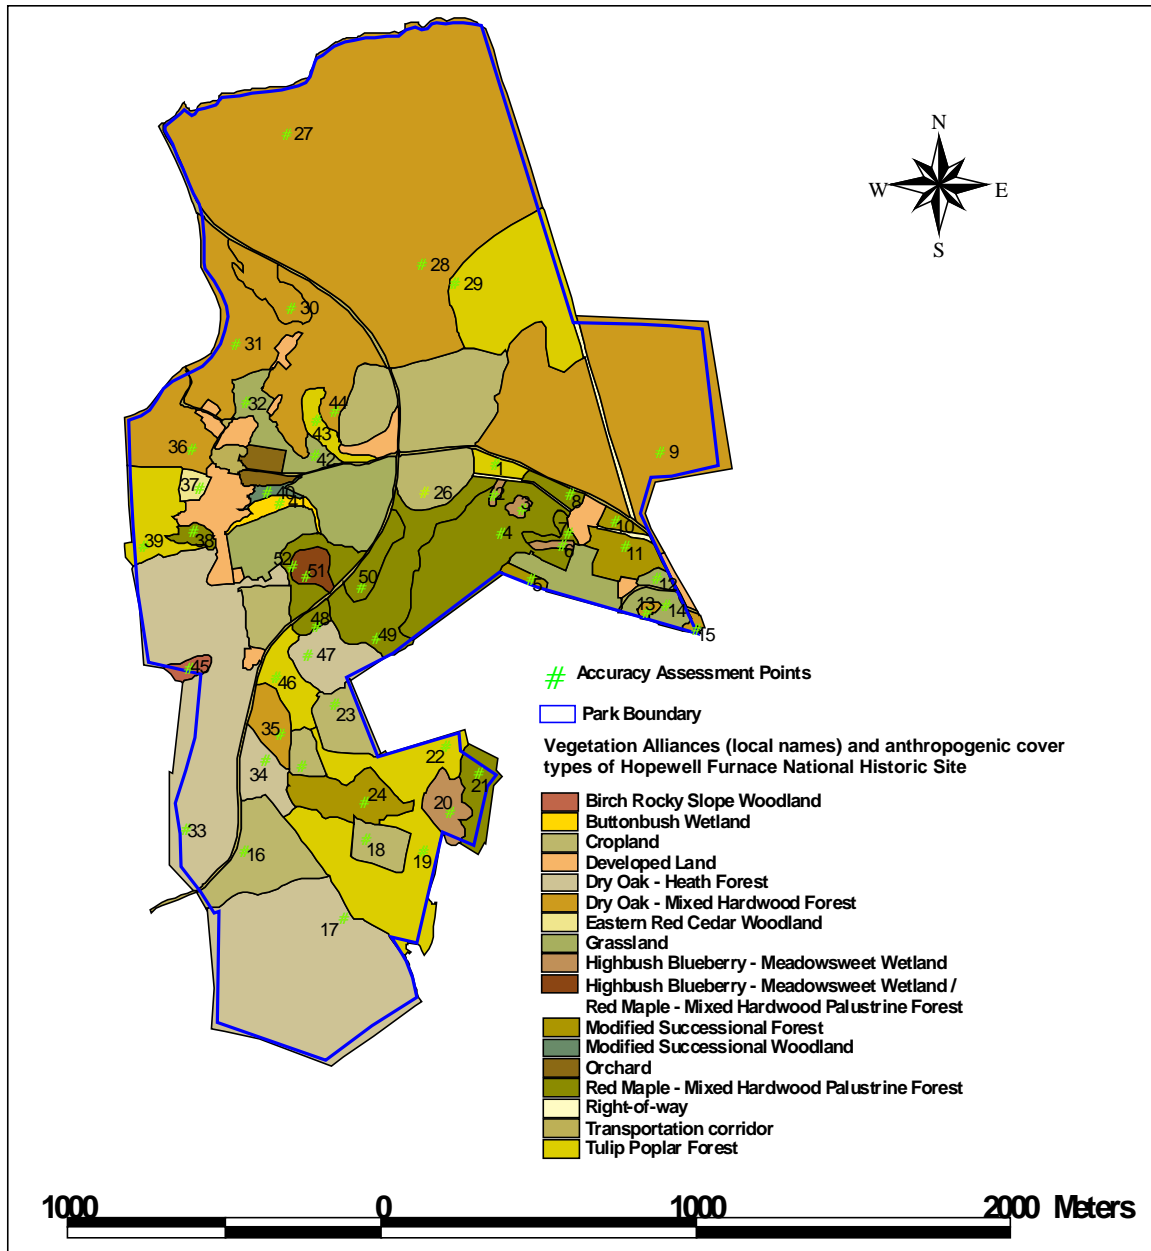 N
W E
S
27
28
29
30
31
32
44
43
42
36
9
1
26
2
3
8
37
40
41
4
7
10
6
11
39
38
52
51
50
5
12
13
14
15
48
49
47
45
46
23
35
34
22
21
24
20
33
16
18
19
17
# Accuracy Assessment Points
Park Boundary
Vegetation Alliances (local names) and anthropogenic cover
types of Hopewell Furnace National Historic Site
Birch Rocky Slope Woodland
Buttonbush Wetland
Cropland
Developed Land
Dry Oak - Heath Forest
Dry Oak - Mixed Hardwood Forest
Eastern Red Cedar Woodland
Grassland
Highbush Blueberry - Meadowsweet Wetland
Highbush Blueberry - Meadowsweet Wetland /
Red Maple - Mixed Hardwood Palustrine Forest
Modified Successional Forest
Modified Successional Woodland
Orchard
Red Maple - Mixed Hardwood Palustrine Forest
Right-of-way
Transportation corridor
Tulip Poplar Forest
1000 0 1000 2000 Meters